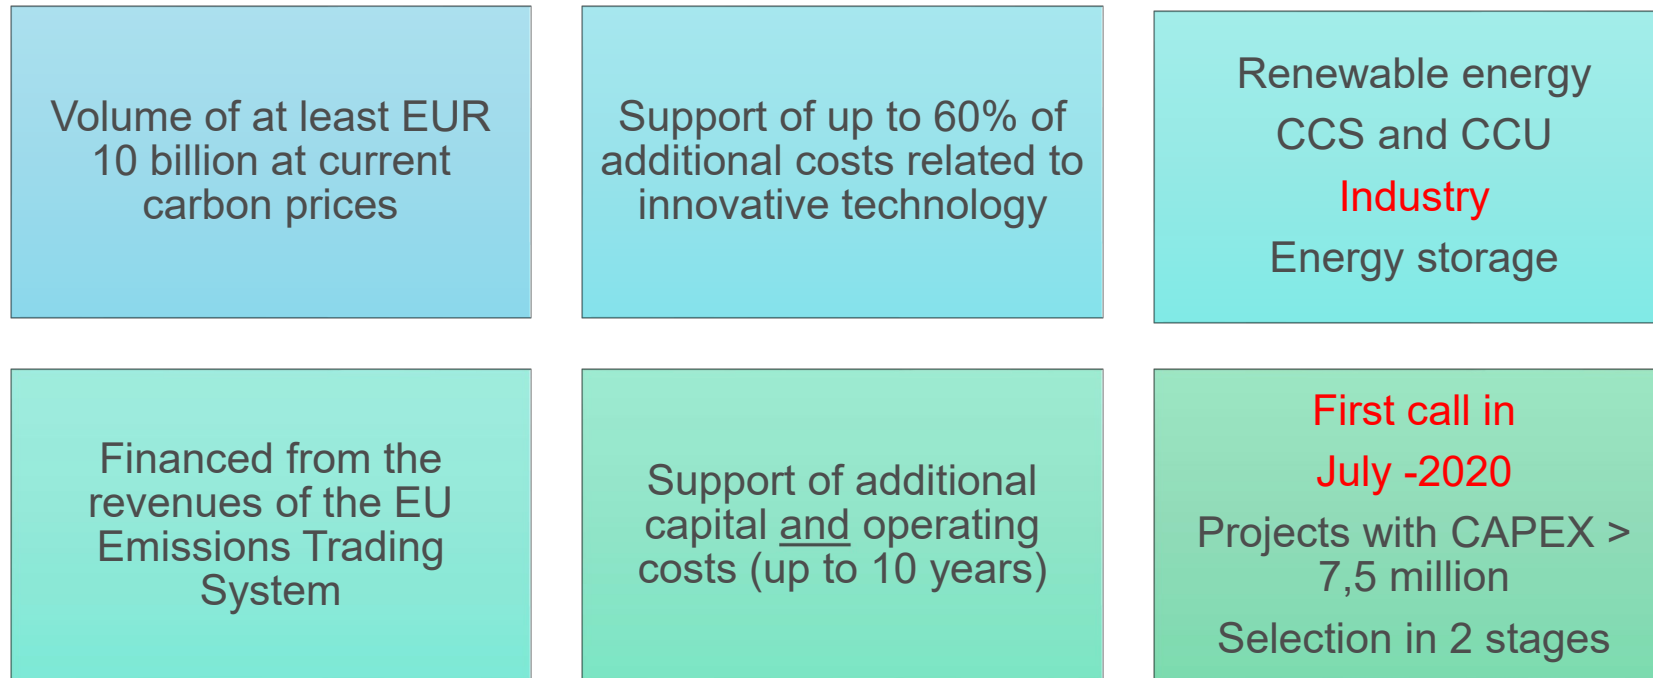 Volume of at least EUR
10 billion at current
carbon prices
Support of up to 60% of
additional costs related to
innovative technology
Renewable energy
CCS and CCU
Industry
Energy storage
Financed from the
revenues of the EU
Emissions Trading
System
Support of additional
capital and operating
costs (up to 10 years)
First call in
July -2020
Projects with CAPEX >
7,5 million
Selection in 2 stages